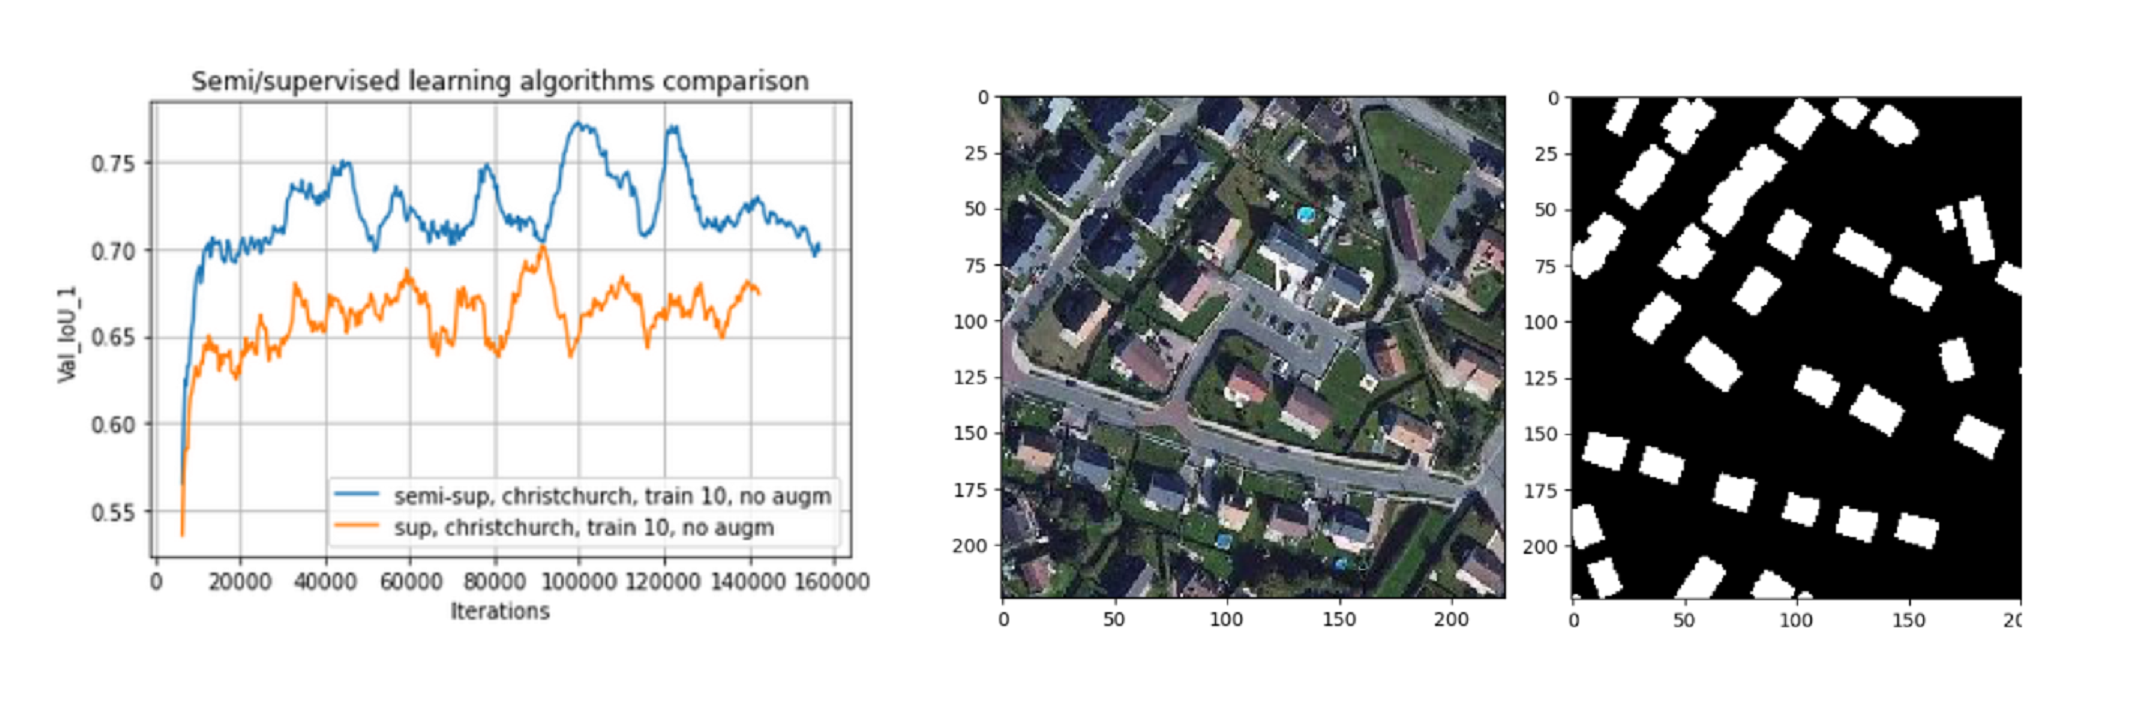 Semi/supervised learning algorithms comparison
0.75
0.70
0.65
0.60
0.55
Val_IoU_1
semi-sup, christchurch, train 10, no augm
sup, christchurch, train 10, no augm
0 20000 40000 60000 80000 100000 120000 140000 160000
Iterations
0
25
50
75
100
125
150
175
200
0 50 100 150 200
0
25
50
75
100
125
150
175
200
0 50 100 150 20